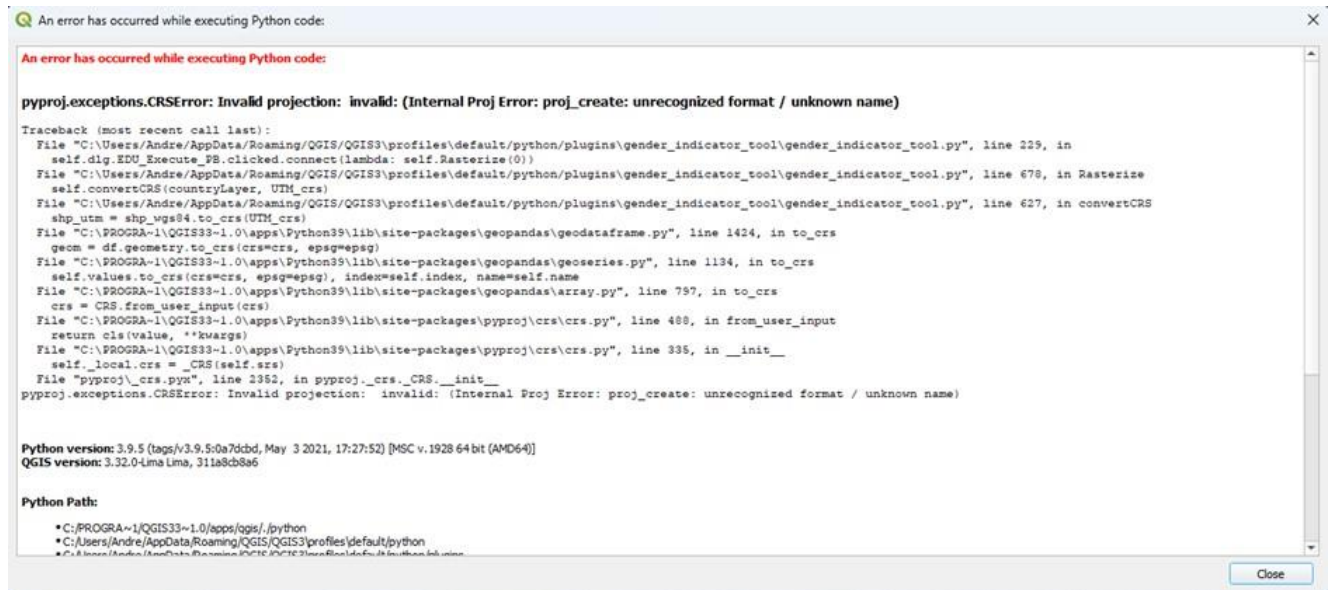 An error has occurred while executing Python code:
An error has occurred while executing Python code:
pyproj.exceptions.CRSError: Invalid projection:  invalid: (Internal Proj Error: proj_create: unrecognized format / unknown name)
Traceback (most recent call last):
File "C:\Users/Andre/AppData/Roaming/QGIS/QGIS3\profiles\default/python/plugins\gender_indicator_tool\gender_indicator_tool.py", line 229, in
self.dlg.EDU_Execute_PB.clicked.connect(lambda: self.Rasterize(0))
File "C:\Users/Andre/AppData/Roaming/QGIS/QGIS3\profiles\default/python/plugins\gender_indicator_tool\gender_indicator_tool.py", line 678, in Rasterize
self.convertCRS(countryLayer, UTM_crs)
File "C:\Users/Andre/AppData/Roaming/QGIS/QGIS3\profiles\default/python/plugins\gender_indicator_tool\gender_indicator_tool.py", line 627, in convertCRS
shp_utm = shp_wgs84.to_crs(UTM_crs)
File "C:\PROGRA~1\QGIS33~1.0\apps\Python39\lib\site-packages\geopandas\geodataframe.py", line 1424, in to_crs
geom = df.geometry.to_crs(crs=crs, epsg=epsg)
File "C:\PROGRA~1\QGIS33~1.0\apps\Python39\lib\site-packages\geopandas\geoseries.py", line 1134, in to_crs
self.values.to_crs(crs=crs, epsg=epsg), index=self.index, name=self.name
File "C:\PROGRA~1\QGIS33~1.0\apps\Python39\lib\site-packages\geopandas\array.py", line 797, in to_crs
crs = CRS.from_user_input(crs)
File "C:\PROGRA~1\QGIS33~1.0\apps\Python39\lib\site-packages\pyproj\crs\crs.py", line 488, in from_user_input
return cls(value, **kwargs)
File "C:\PROGRA~1\QGIS33~1.0\apps\Python39\lib\site-packages\pyproj\crs\crs.py", line 335, in __init__
self._local.crs = _CRS(self.srs)
File "pyproj\_crs.pyx", line 2352, in pyproj._crs._CRS.__init__
pyproj.exceptions.CRSError: Invalid projection:  invalid: (Internal Proj Error: proj_create: unrecognized format / unknown name)
Python version: 3.9.5 (tags/v3.9.5:0a7dcbd, May  3 2021, 17:27:52) [MSC v.1928 64 bit (AMD64)]
QGIS version: 3.32.0-Lima Lima, 311a8cb8a6
Python Path:
• C:/PROGRA~1/QGIS33~1.0/apps/qgis/./python
• C:/Users/Andre/AppData/Roaming/QGIS/QGIS3\profiles\default/python
• C:/Users/Andre/AppData/Roaming/QGIS/QGIS3\profiles\default/python/plugins
Close